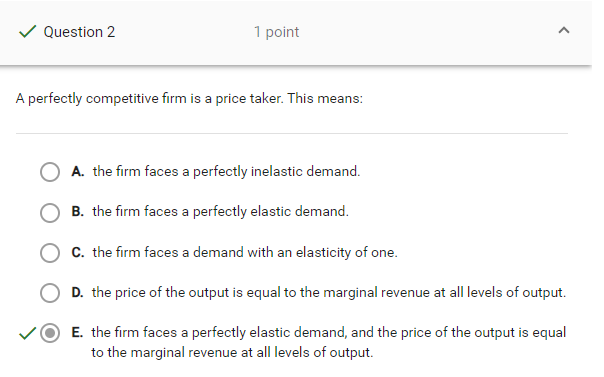 Question 2 1 point
A perfectly competitive firm is a price taker. This means:
A. the firm faces a perfectly inelastic demand.
B. the firm faces a perfectly elastic demand.
C. the firm faces a demand with an elasticity of one.
D. the price of the output is equal to the marginal revenue at all levels of output.
E. the firm faces a perfectly elastic demand, and the price of the output is equal
to the marginal revenue at all levels of output.